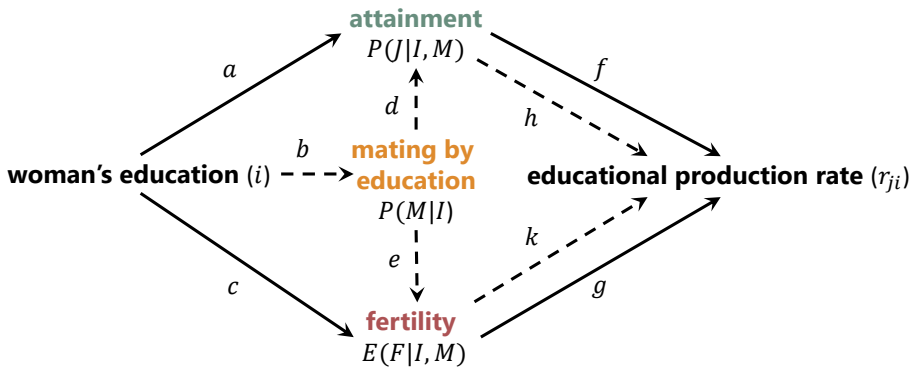 attainment
P(J|I, M)
a
f
d
h
b
mating by
education
P(M|I)
woman's education (i)
educational production rate (r_ji)
e
k
c
g
fertility
E(F|I, M)